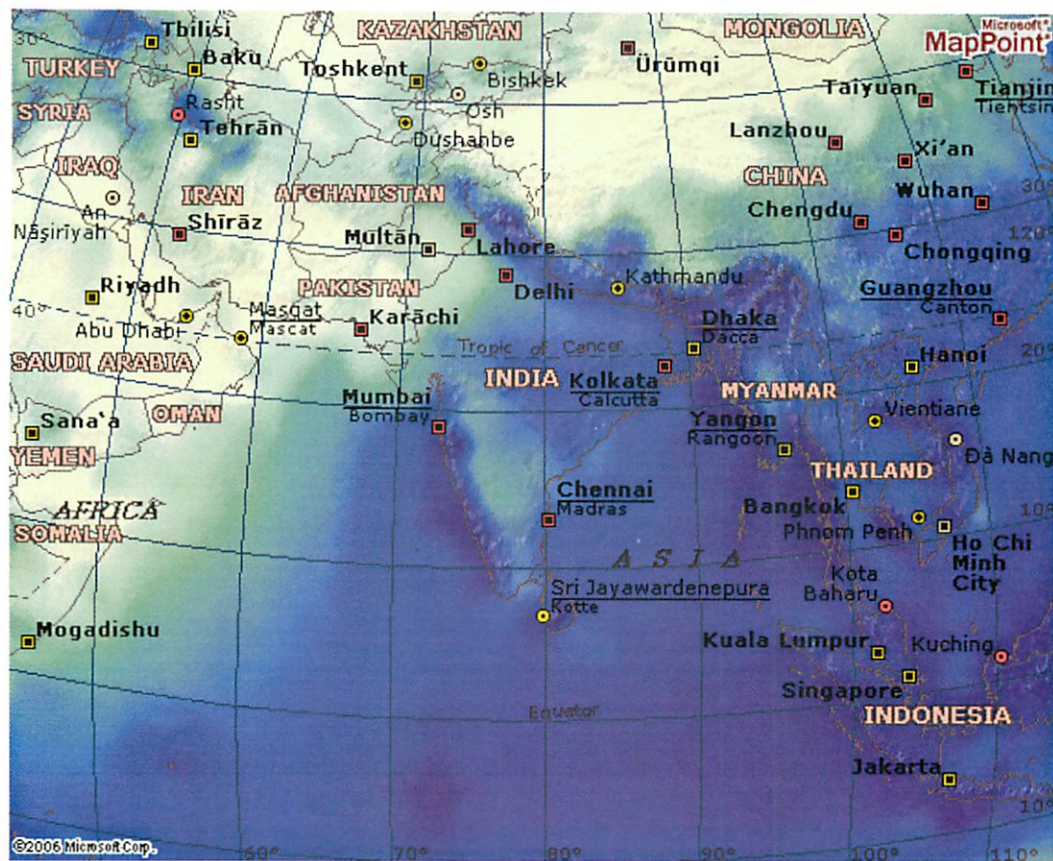 Microsoft®
MapPoint®
30°
Tbilisi
KAZAKHSTAN
MONGOLIA
TURKEY
Baku
Toshkent
Bishkek
Ürümqi
Taiyuan
Tianjin
Tientsin
SYRIA
Rasht
Osh
Tehrān
Dushanbe
Lanzhou
Xi'an
IRAQ
IRAN
AFGHANISTAN
CHINA
Wuhan
30°
An
Nāşirīyah
Shīrāz
Multān
Lahore
Chengdu
Chongqing
120°
Riyadh
PAKISTAN
Delhi
Kathmandu
Guangzhou
Canton
40°
Abu Dhabi
Masqat
Mascat
Karāchi
Dhaka
Dacca
Tropic of Cancer
Hanoi
20°
SAUDI ARABIA
INDIA
Kolkata
Calcutta
MYANMAR
OMAN
Mumbai
Bombay
Yangon
Rangoon
Vientiane
Sana'a
YEMEN
Đà Nang
THAILAND
AFRICA
Chennai
Madras
Bangkok
10°
SOMALIA
Phnom Penh
Ho Chi
Minh
City
ASIA
Sri Jayawardenepura
Kotte
Kota
Baharu
Mogadishu
Kuala Lumpur
Kuching
Singapore
Equator
INDONESIA
Jakarta
10°
©2006 Microsoft Corp.
60°
70°
80°
90°
100°
110°